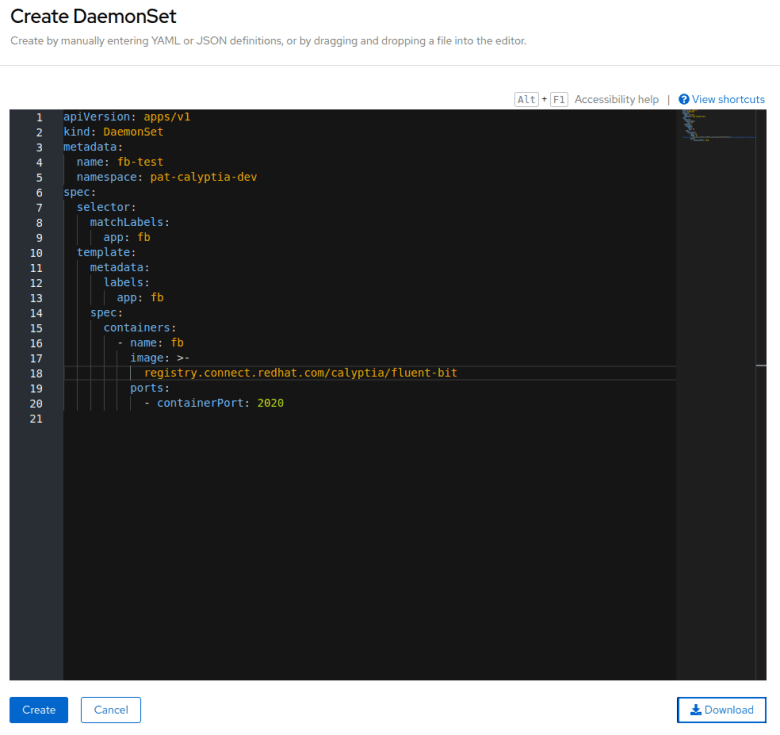 Create DaemonSet
Create by manually entering YAML or JSON definitions, or by dragging and dropping a file into the editor.
Alt + F1 Accessibility help | View shortcuts
1 apiVersion: apps/v1
2 kind: DaemonSet
3 metadata:
4   name: fb-test
5   namespace: pat-calyptia-dev
6 spec:
7   selector:
8     matchLabels:
9       app: fb
10   template:
11     metadata:
12       labels:
13         app: fb
14     spec:
15       containers:
16         - name: fb
17           image: >-
18             registry.connect.redhat.com/calyptia/fluent-bit
19           ports:
20             - containerPort: 2020
21
Create Cancel Download